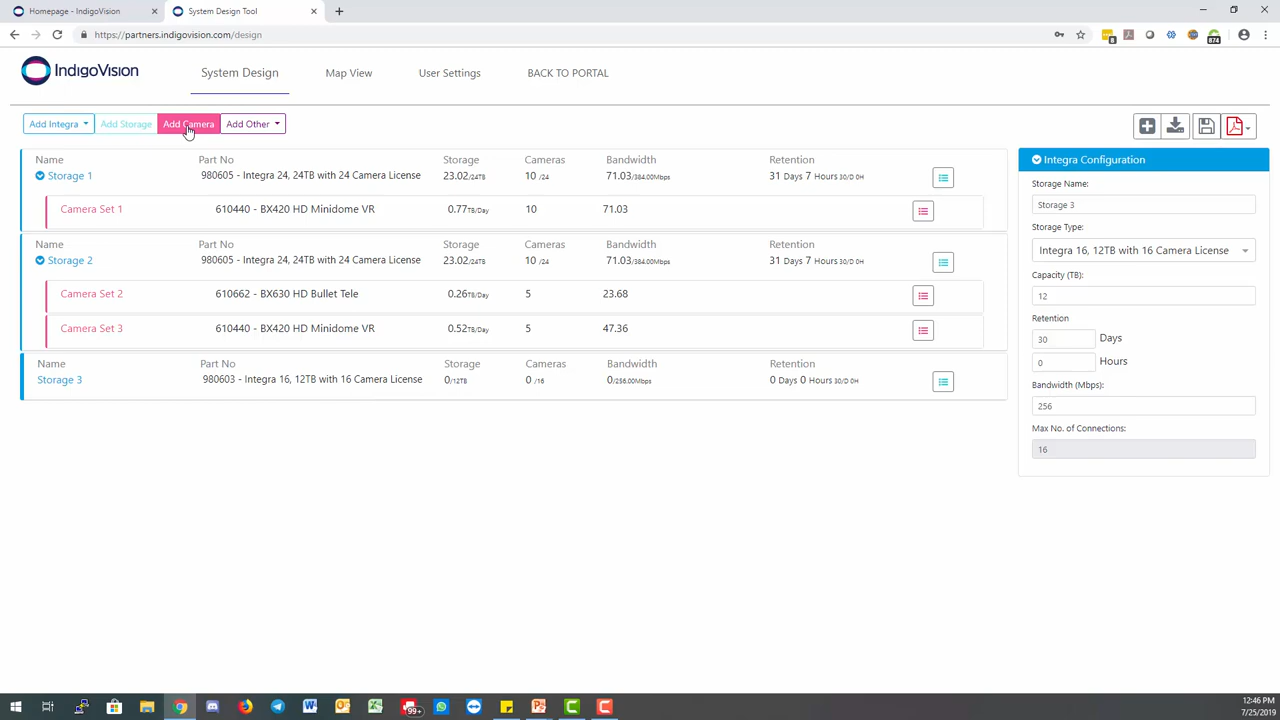 Homepage - IndigoVision
System Design Tool
https://partners.indigovision.com/design
8
874
IndigoVision
System Design
Map View
User Settings
BACK TO PORTAL
Add Integra
Add Storage
Add Camera
Add Other
Name Part No Storage Cameras Bandwidth Retention
Storage 1 980605 - Integra 24, 24TB with 24 Camera License 23.02/24TB 10 /24 71.03/384.00Mbps 31 Days 7 Hours 30/D 0H
Camera Set 1 610440 - BX420 HD Minidome VR 0.77TB/Day 10 71.03
Name Part No Storage Cameras Bandwidth Retention
Storage 2 980605 - Integra 24, 24TB with 24 Camera License 23.02/24TB 10 /24 71.03/384.00Mbps 31 Days 7 Hours 30/D 0H
Camera Set 2 610662 - BX630 HD Bullet Tele 0.26TB/Day 5 23.68
Camera Set 3 610440 - BX420 HD Minidome VR 0.52TB/Day 5 47.36
Name Part No Storage Cameras Bandwidth Retention
Storage 3 980603 - Integra 16, 12TB with 16 Camera License 0/12TB 0 /16 0/256.00Mbps 0 Days 0 Hours 30/D 0H
Integra Configuration
Storage Name:
Storage 3
Storage Type:
Integra 16, 12TB with 16 Camera License
Capacity (TB):
12
Retention
30 Days
0 Hours
Bandwidth (Mbps):
256
Max No. of Connections:
16
99+
12:46 PM
7/25/2019